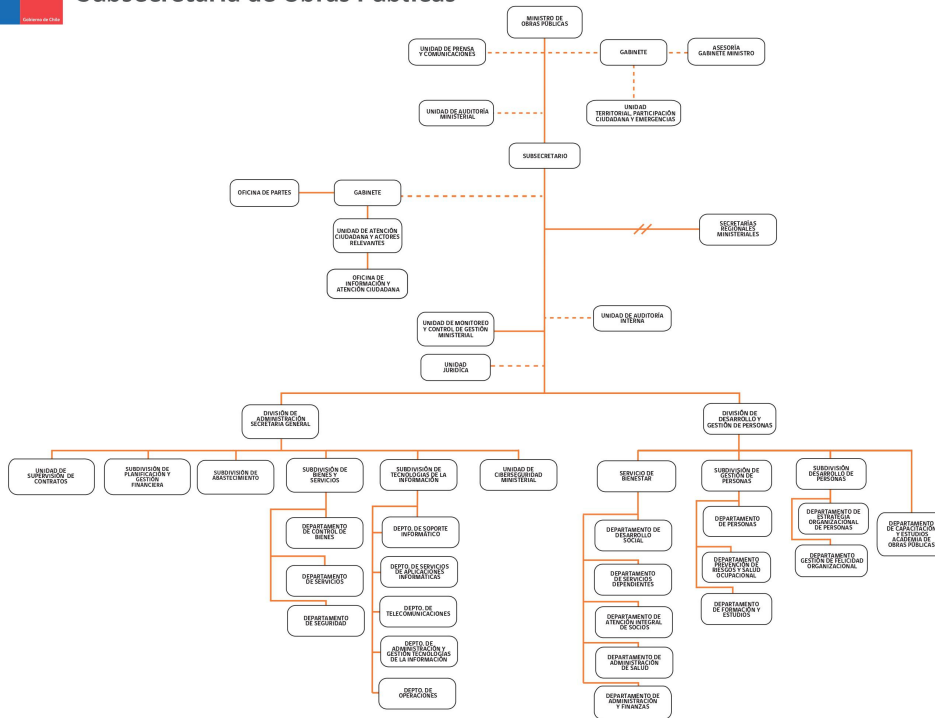 Subsecretaría de Obras Públicas
Gobierno de Chile
MINISTRO DE
OBRAS PÚBLICAS
UNIDAD DE PRENSA
Y COMUNICACIONES
GABINETE
ASESORÍA
GABINETE MINISTRO
UNIDAD DE AUDITORÍA
MINISTERIAL
UNIDAD
TERRITORIAL, PARTICIPACIÓN
CIUDADANA Y EMERGENCIAS
SUBSECRETARIO
OFICINA DE PARTES
GABINETE
UNIDAD DE ATENCIÓN
CIUDADANA Y ACTORES
RELEVANTES
SECRETARÍAS
REGIONALES
MINISTERIALES
OFICINA DE
INFORMACIÓN Y
ATENCIÓN CIUDADANA
UNIDAD DE MONITOREO
Y CONTROL DE GESTIÓN
MINISTERIAL
UNIDAD DE AUDITORÍA
INTERNA
UNIDAD
JURÍDICA
DIVISIÓN DE
ADMINISTRACIÓN
SECRETARIA GENERAL
DIVISIÓN DE
DESARROLLO Y
GESTIÓN DE PERSONAS
UNIDAD DE
SUPERVISIÓN DE
CONTRATOS
SUBDIVISIÓN DE
PLANIFICACIÓN Y
GESTIÓN
FINANCIERA
SUBDIVISIÓN DE
ABASTECIMIENTO
SUBDIVISIÓN DE
BIENES Y
SERVICIOS
SUBDIVISIÓN DE
TECNOLOGÍAS DE LA
INFORMACIÓN
UNIDAD DE
CIBERSEGURIDAD
MINISTERIAL
SERVICIO DE
BIENESTAR
SUBDIVISIÓN DE
GESTIÓN DE
PERSONAS
SUBDIVISIÓN
DESARROLLO DE
PERSONAS
DEPARTAMENTO
DE CONTROL DE
BIENES
DEPARTAMENTO
DE SERVICIOS
DEPARTAMENTO
DE SEGURIDAD
DEPTO. DE SOPORTE
INFORMÁTICO
DEPTO. DE SERVICIOS
DE APLICACIONES
INFORMÁTICAS
DEPTO. DE
TELECOMUNICACIONES
DEPTO. DE
ADMINISTRACIÓN Y
GESTIÓN TECNOLOGÍAS
DE LA INFORMACIÓN
DEPTO. DE
OPERACIONES
DEPARTAMENTO DE
DESARROLLO
SOCIAL
DEPARTAMENTO
DE SERVICIOS
DEPENDIENTES
DEPARTAMENTO DE
ATENCIÓN INTEGRAL
DE SOCIOS
DEPARTAMENTO DE
ADMINISTRACIÓN
DE SALUD
DEPARTAMENTO DE
ADMINISTRACIÓN
Y FINANZAS
DEPARTAMENTO
DE PERSONAS
DEPARTAMENTO
PREVENCIÓN DE
RIESGOS Y SALUD
OCUPACIONAL
DEPARTAMENTO
DE FORMACIÓN Y
ESTUDIOS
DEPARTAMENTO DE
ESTRATEGIA
ORGANIZACIONAL
DE PERSONAS
DEPARTAMENTO
GESTIÓN DE FELICIDAD
ORGANIZACIONAL
DEPARTAMENTO
DE CAPACITACIÓN
Y ESTUDIOS
ACADEMIA DE
OBRAS PÚBLICAS